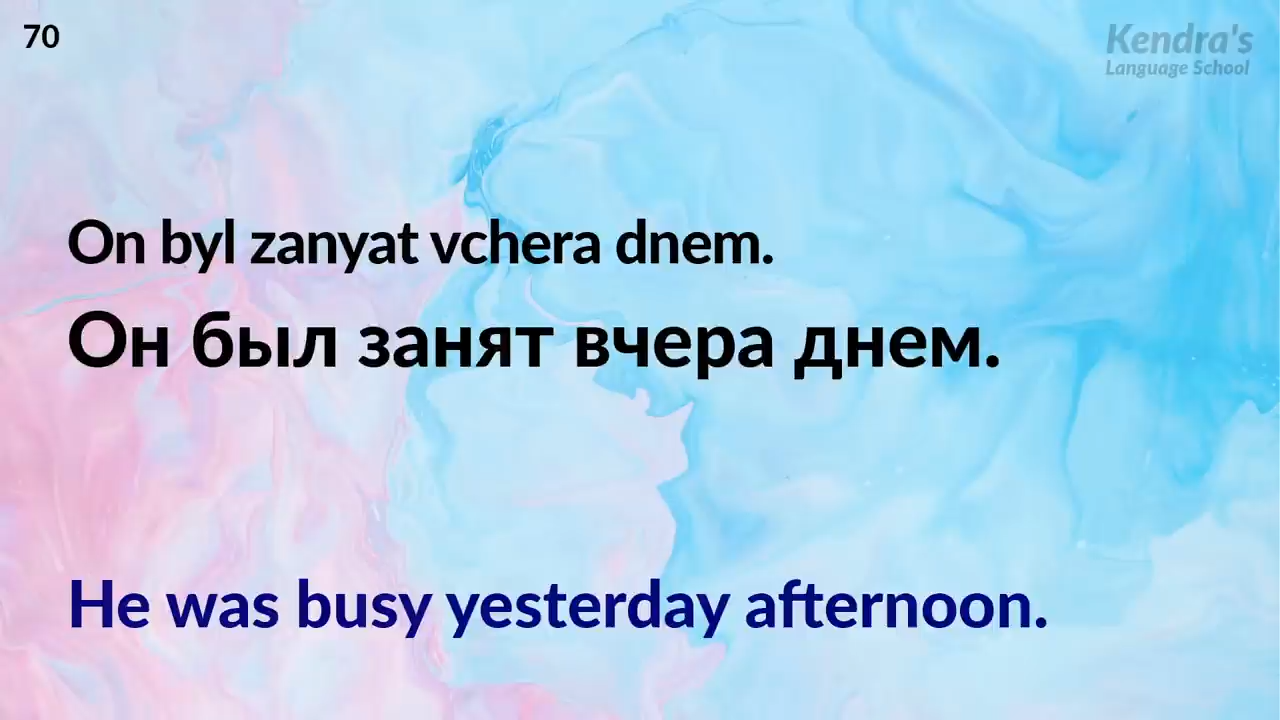 70
Kendra's
Language School
On byl zanyat vchera dnem.
Он был занят вчера днем.
He was busy yesterday afternoon.